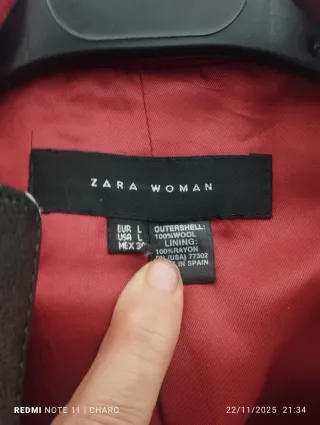 ZARA WOMAN
EUR L
USA L
MEX
OUTERSHELL:
100%WOOL
LINING:
100%RAYON
(USA) 77302
IN SPAIN
REDMI NOTE 11 | CHARO
22/11/2025 21:34